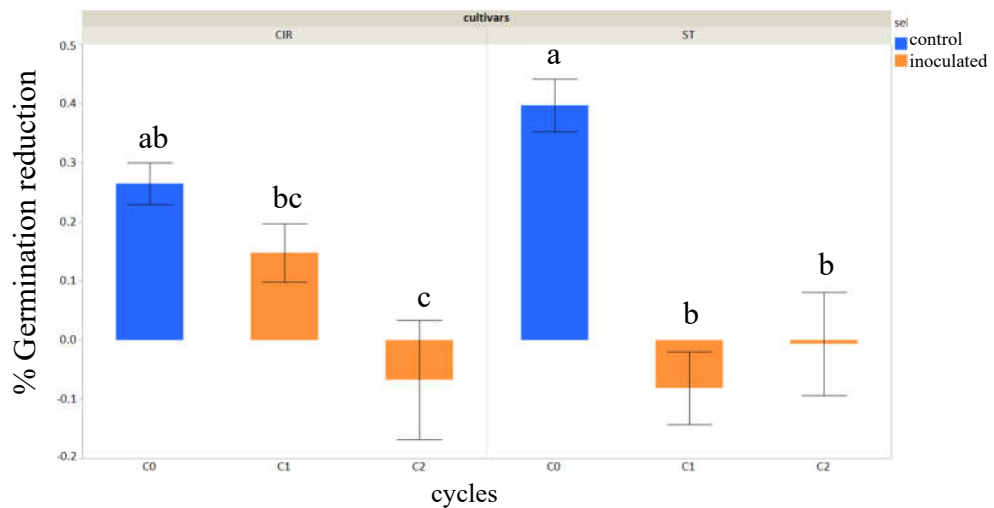 cultivars
CIR
ST
sel
control
inoculated
% Germination reduction
0.5
0.4
0.3
0.2
0.1
0.0
-0.1
-0.2
ab
bc
c
a
b
b
C0
C1
C2
C0
C1
C2
cycles